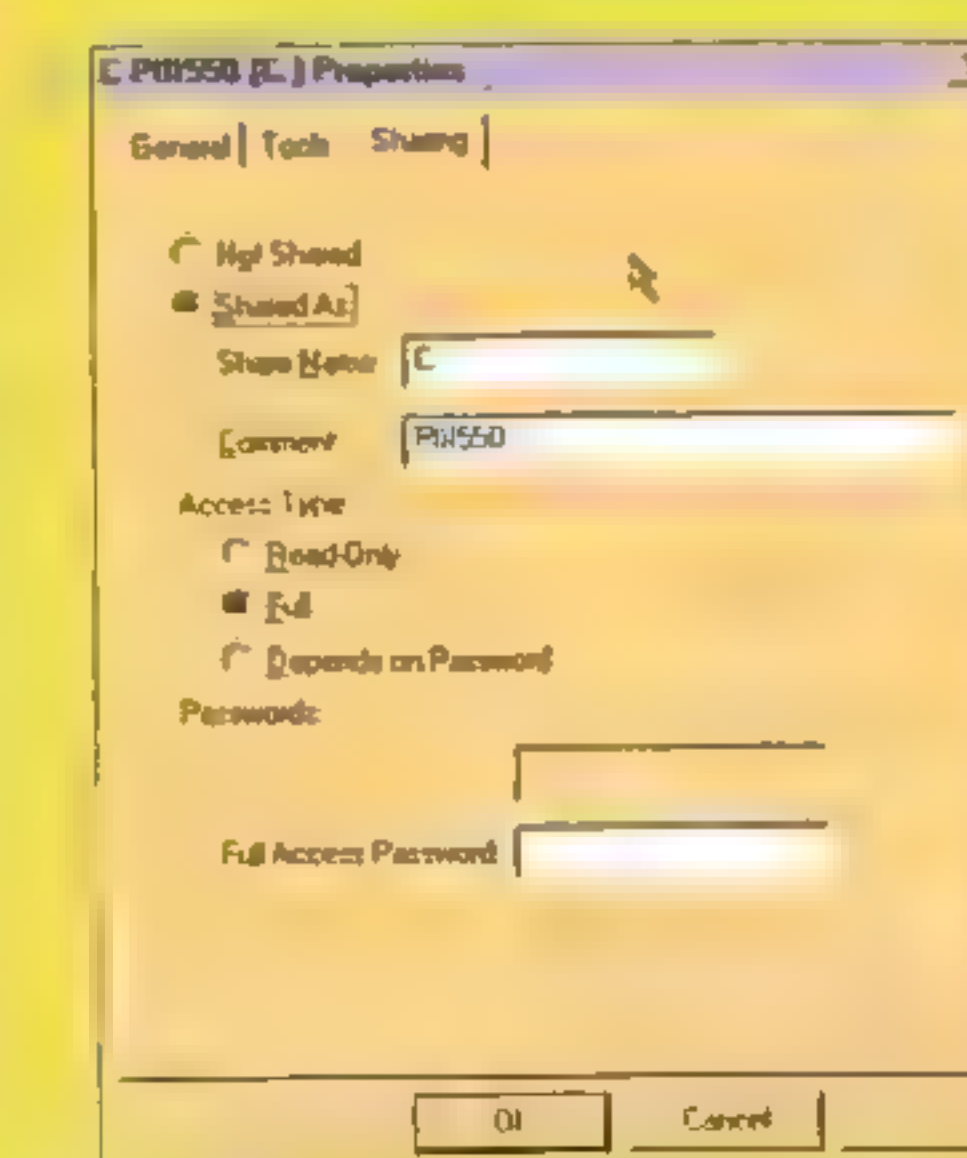 (C:) Properties
General Tools Sharing
Not Shared
Shared As:
Share Name: C
Comment:
Access Type:
Read-Only
Full
Depends on Password
Passwords:
Full Access Password:
OK Cancel